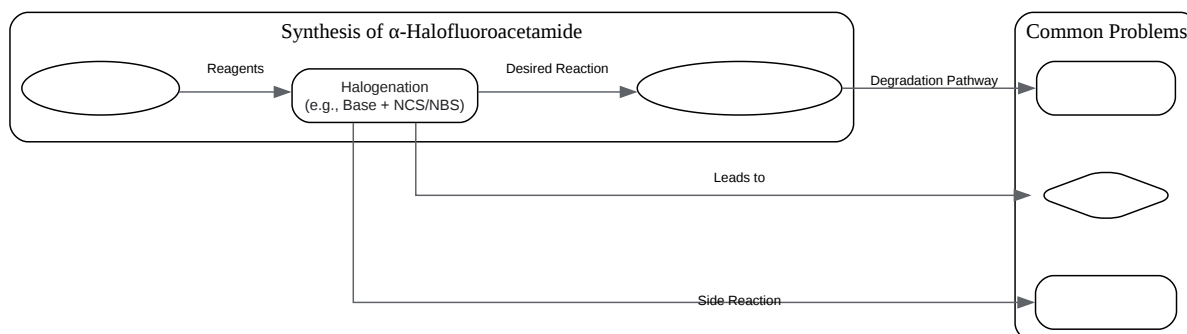 Synthesis of α-Halofluoroacetamide
Common Problems
Reagents
Halogenation
(e.g., Base + NCS/NBS)
Desired Reaction
Degradation Pathway
Leads to
Side Reaction